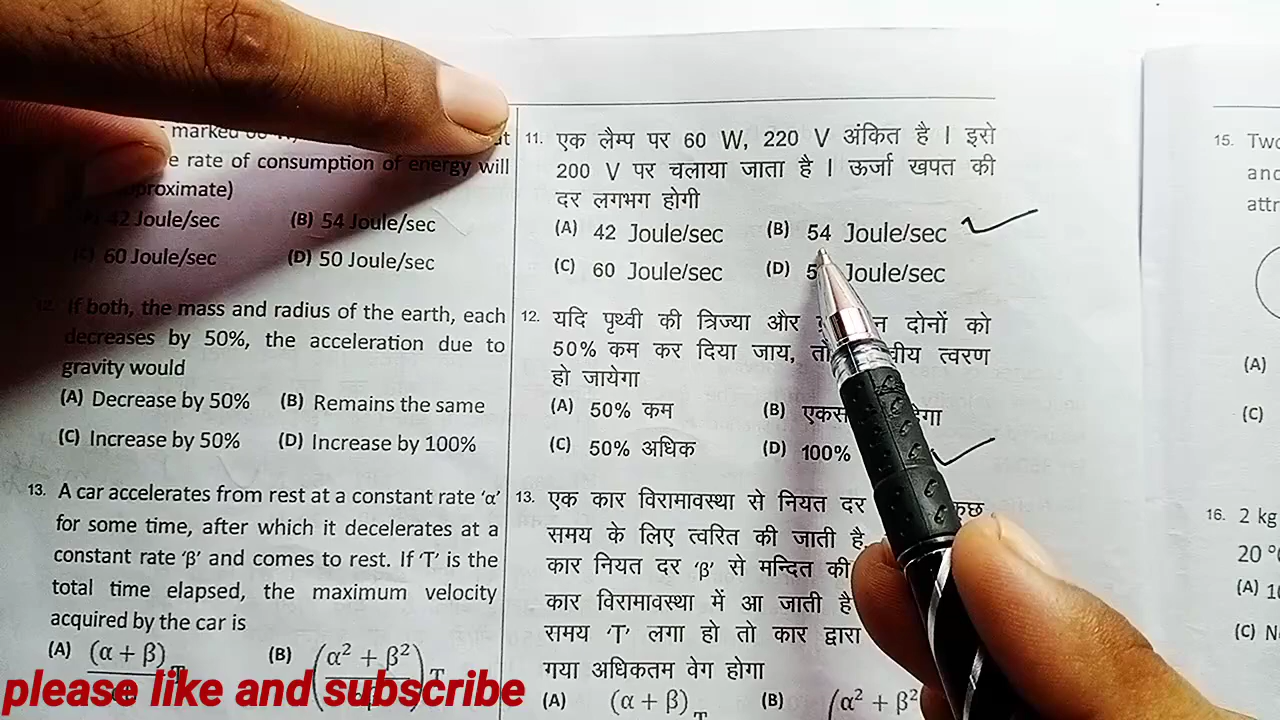 marked
e rate of consumption of energy will
proximate)
42 Joule/sec (B) 54 Joule/sec
60 Joule/sec (D) 50 Joule/sec
12. If both, the mass and radius of the earth, each
decreases by 50%, the acceleration due to
gravity would
(A) Decrease by 50% (B) Remains the same
(C) Increase by 50% (D) Increase by 100%
13. A car accelerates from rest at a constant rate ‘α’
for some time, after which it decelerates at a
constant rate ‘β’ and comes to rest. If ‘T’ is the
total time elapsed, the maximum velocity
acquired by the car is
(A) (α + β) T (B) (α² + β²) T
11. एक लैम्प पर 60 W, 220 V अंकित है । इसे
200 V पर चलाया जाता है । ऊर्जा खपत की
दर लगभग होगी
(A) 42 Joule/sec (B) 54 Joule/sec
(C) 60 Joule/sec (D) Joule/sec
12. यदि पृथ्वी की त्रिज्या और दोनों को
50% कम कर दिया जाय, त्वरण
हो जायेगा
(A) 50% कम (B)
(C) 50% अधिक (D) 100%
13. एक कार विरामावस्था से नियत दर कुछ
समय के लिए त्वरित की जाती है
कार नियत दर ‘β’ से मन्दित की
कार विरामावस्था में आ जाती है
समय ‘T’ लगा हो तो कार द्वारा
गया अधिकतम वेग होगा
(A) (α + β) T (B) (α² + β²
15.
and
attr
(A)
(C)
16. 2 kg
20 °
(A)
(C)
please like and subscribe